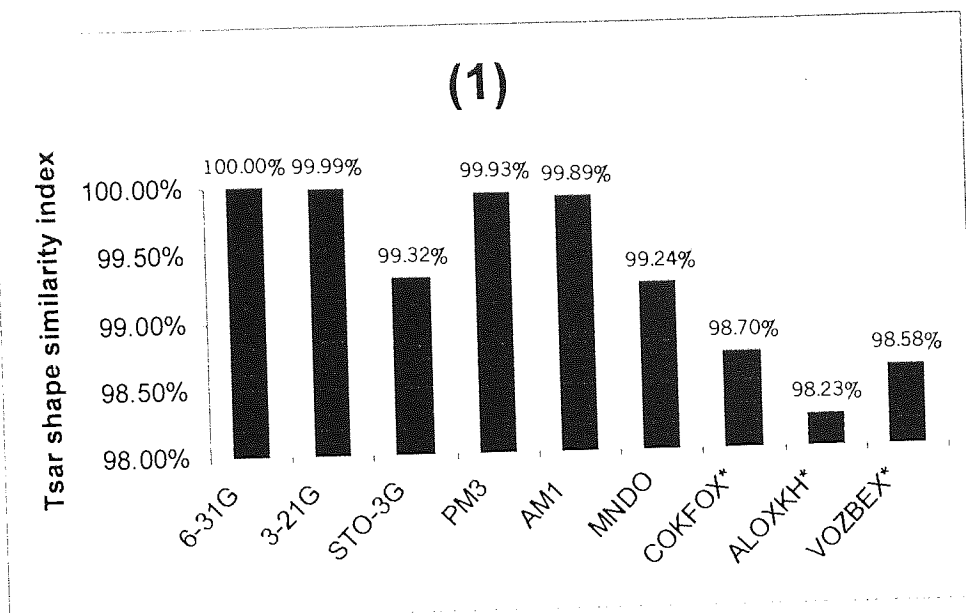 (1)
Tsar shape similarity index
100.00%
99.50%
99.00%
98.50%
98.00%
100.00%
99.99%
99.32%
99.93%
99.89%
99.24%
98.70%
98.23%
98.58%
6-31G
3-21G
STO-3G
PM3
AM1
MNDO
COKFOX*
ALOXKH*
VOZBEX*